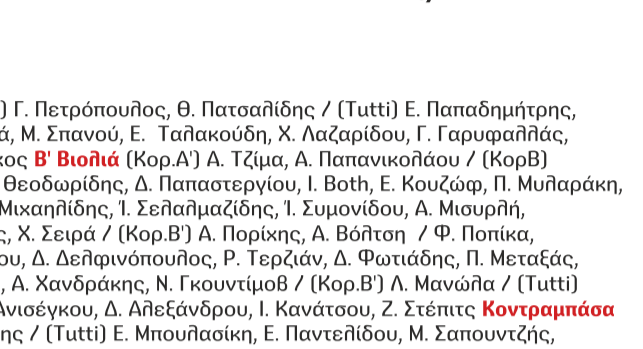 ) Γ. Πετρόπουλος, Θ. Πατσαλίδης / (Tutti) Ε. Παπαδημήτρης,
ά, Μ. Σπανού, Ε. Ταλακούδη, Χ. Λαζαρίδου, Γ. Γαρυφαλλάς,
κος Β' Βιολιά (Κορ.Α') Α. Τζίμα, Α. Παπανικολάου / (ΚορΒ)
Θεοδωρίδης, Δ. Παπαστεργίου, Ι. Both, Ε. Κουζώφ, Π. Μυλαράκη,
Μιχαηλίδης, Ί. Σελαλμαζίδης, Ί. Συμονίδου, Α. Μισυρλή,
ς, Χ. Σειρά / (Κορ.Β') Α. Πορίχης, Α. Βόλτση / Φ. Ποπίκα,
ου, Δ. Δελφινόπουλος, Ρ. Τερζιάν, Δ. Φωτιάδης, Π. Μεταξάς,
, Α. Χανδράκης, Ν. Γκουντίμοβ / (Κορ.Β') Λ. Μανώλα / (Tutti)
Ανισέγκου, Δ. Αλεξάνδρου, Ι. Κανάτσου, Ζ. Στέπιτς Κοντραμπάσα
ης / (Tutti) Ε. Μπουλασίκη, Ε. Παντελίδου, Μ. Σαπουντζής,